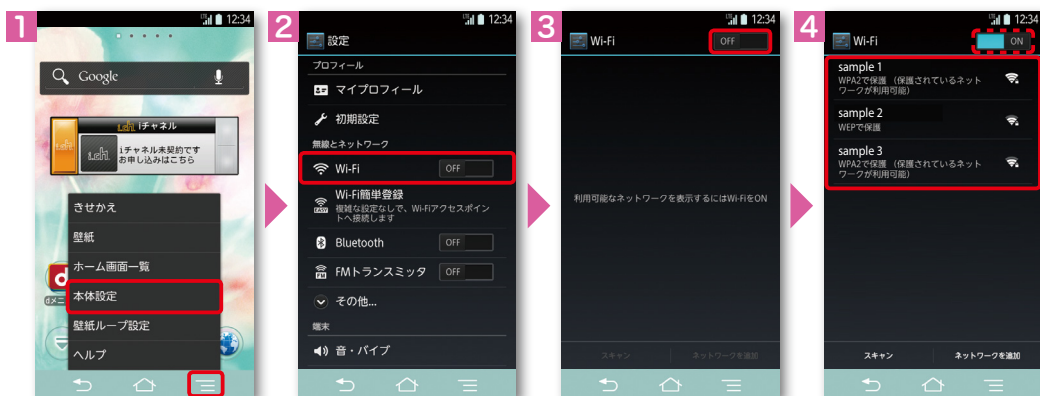 1
12:34
Google
iチャネル
iチャネル未契約です
お申し込みはこちら
きせかえ
壁紙
ホーム画面一覧
本体設定
壁紙ループ設定
ヘルプ
2
12:34
設定
プロフィール
マイプロフィール
初期設定
無線とネットワーク
Wi-Fi
OFF
Wi-Fi簡単登録
複雑な設定なしで、Wi-Fiアクセスポイン
トへ接続します
EASY
Bluetooth
OFF
FMトランスミッタ
OFF
FM
その他...
端末
音・バイブ
3
12:34
Wi-Fi
OFF
利用可能なネットワークを表示するにはWi-FiをON
スキャン
ネットワークを追加
4
12:34
Wi-Fi
ON
sample 1
WPA2で保護 （保護されているネット
ワークが利用可能）
sample 2
WEPで保護
sample 3
WPA2で保護 （保護されているネット
ワークが利用可能）
スキャン
ネットワークを追加